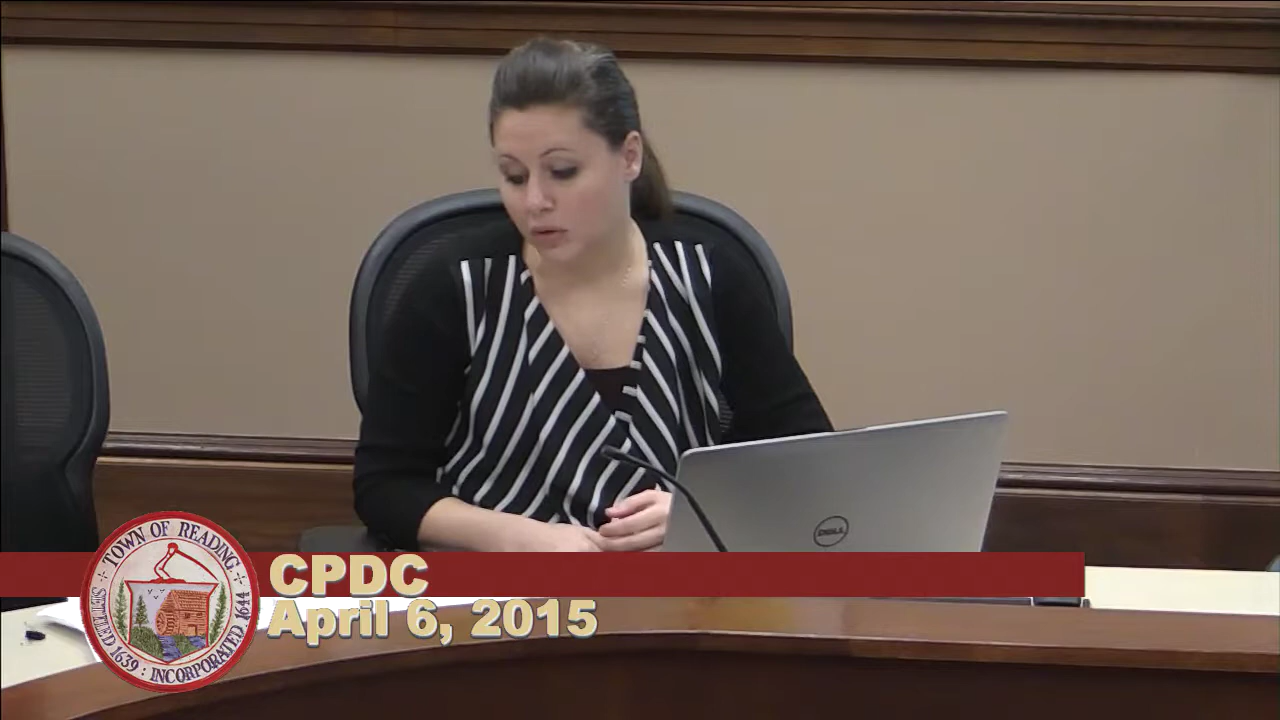 TOWN OF READING
SETTLED 1639 : INCORPORATED 1644
CPDC
April 6, 2015
DELL